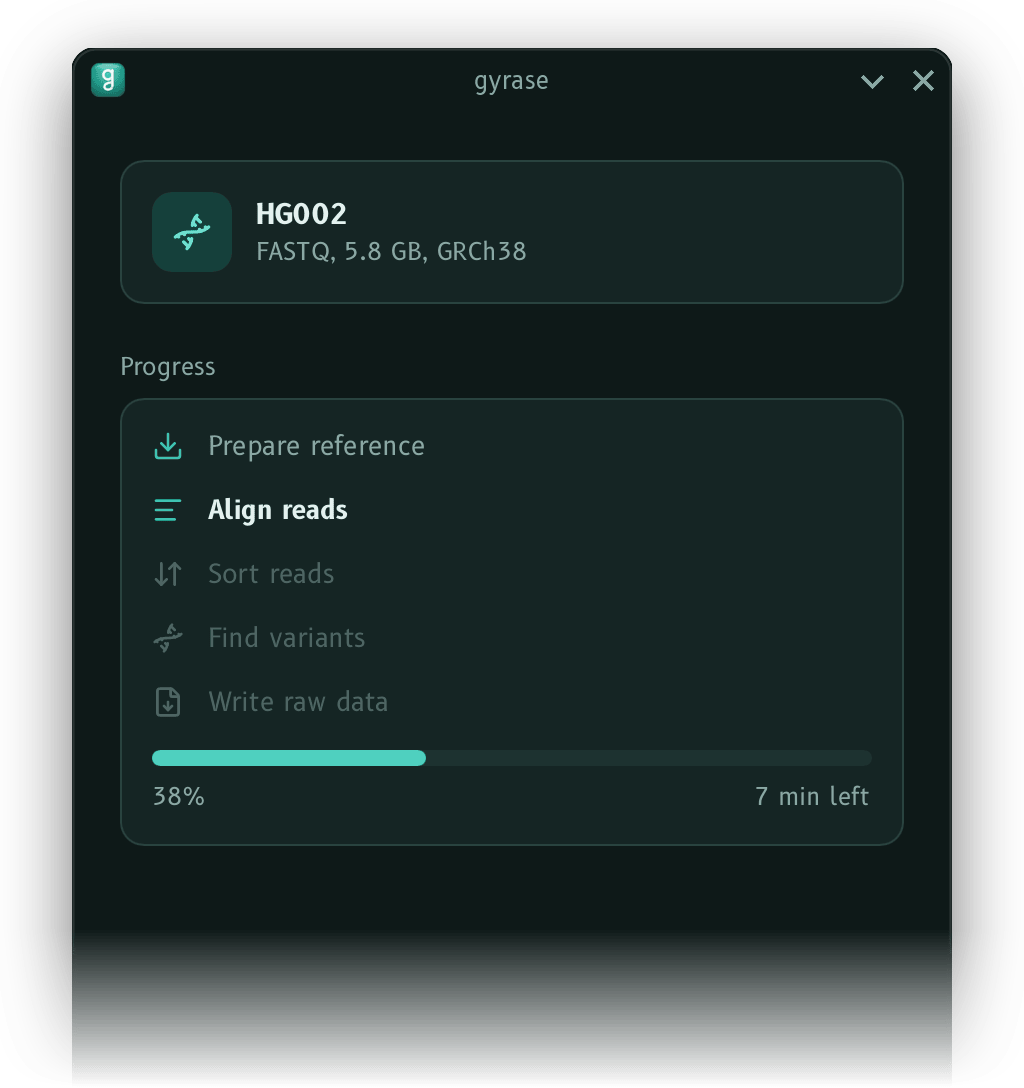 g
gyrase
HG002
FASTQ, 5.8 GB, GRCh38
Progress
Prepare reference
Align reads
Sort reads
Find variants
Write raw data
38%
7 min left